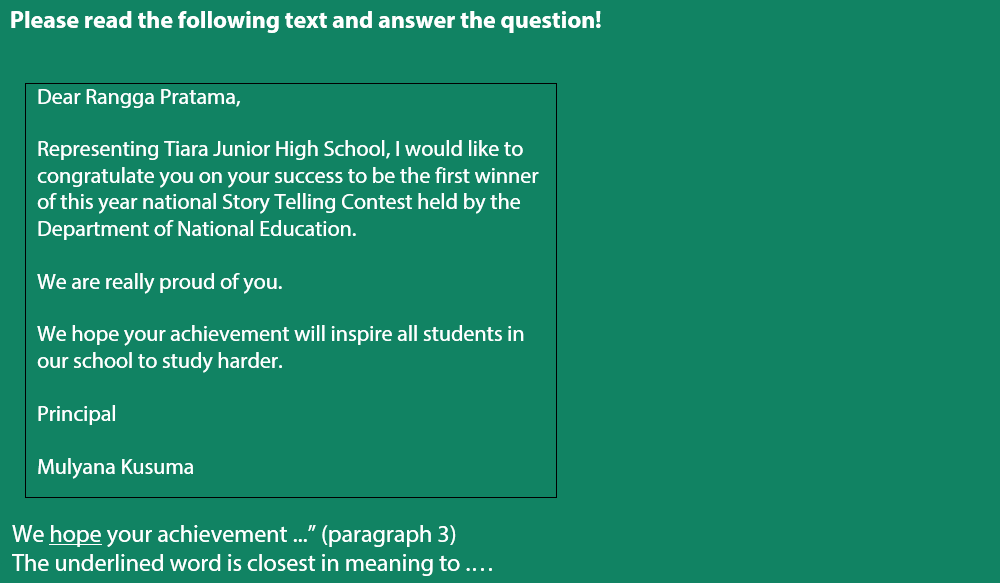 Please read the following text and answer the question!
Dear Rangga Pratama,
Representing Tiara Junior High School, I would like to
congratulate you on your success to be the first winner
of this year national Story Telling Contest held by the
Department of National Education.
We are really proud of you.
We hope your achievement will inspire all students in
our school to study harder.
Principal
Mulyana Kusuma
We hope your achievement ...” (paragraph 3)
The underlined word is closest in meaning to ....